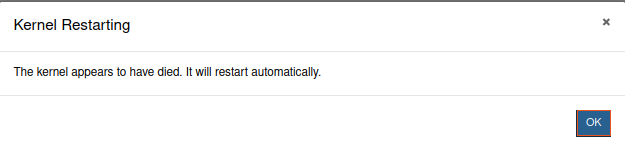 Kernel Restarting
×
The kernel appears to have died. It will restart automatically.
OK